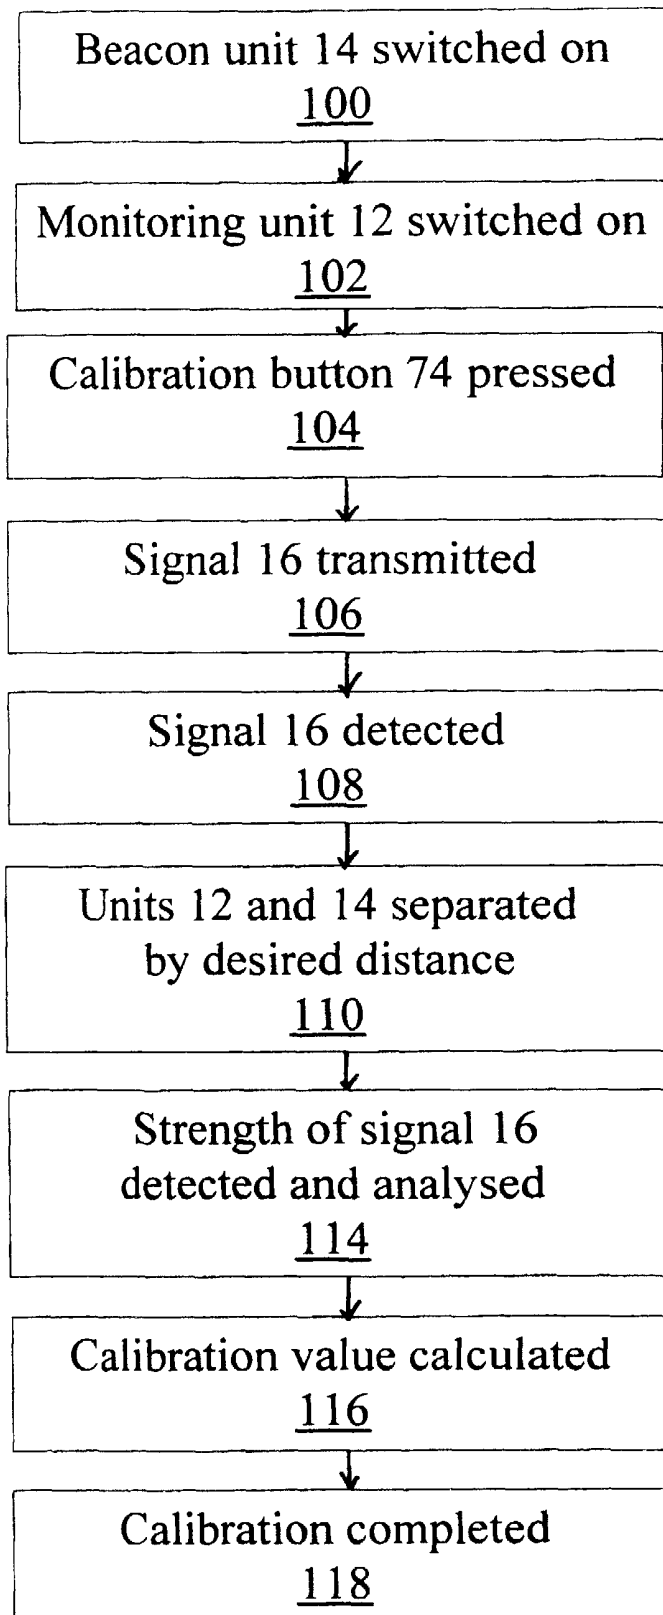 Beacon unit 14 switched on
100
Monitoring unit 12 switched on
102
Calibration button 74 pressed
104
Signal 16 transmitted
106
Signal 16 detected
108
Units 12 and 14 separated
by desired distance
110
Strength of signal 16
detected and analysed
114
Calibration value calculated
116
Calibration completed
118